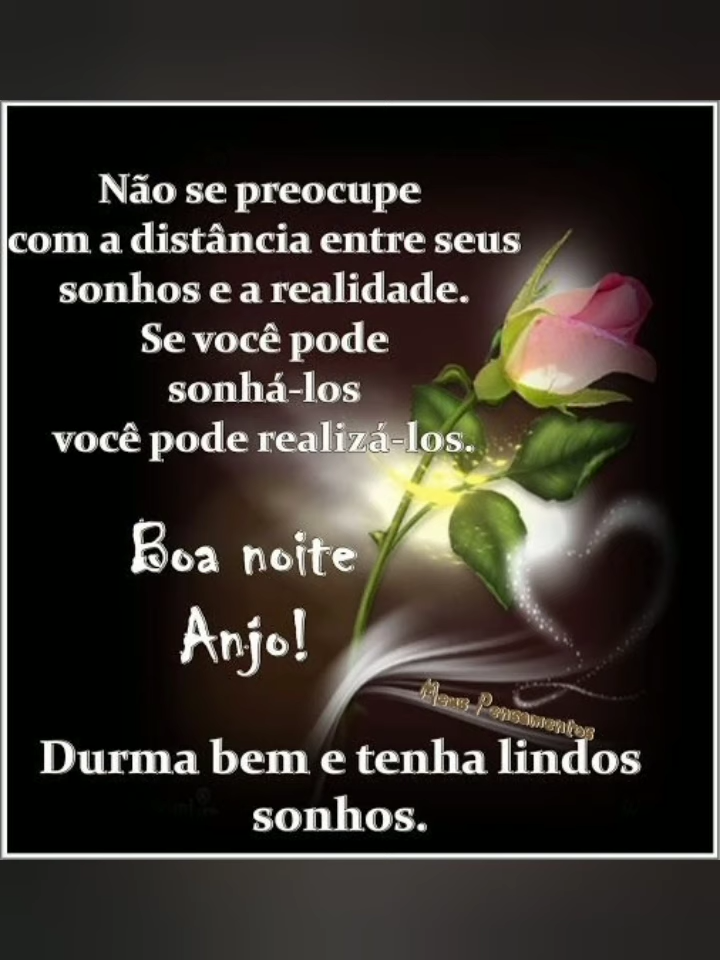 Não se preocupe
com a distância entre seus
sonhos e a realidade.
Se você pode
sonhá-los
você pode realizá-los.
Boa noite
Anjo!
Meus Pensamentos
Durma bem e tenha lindos
sonhos.